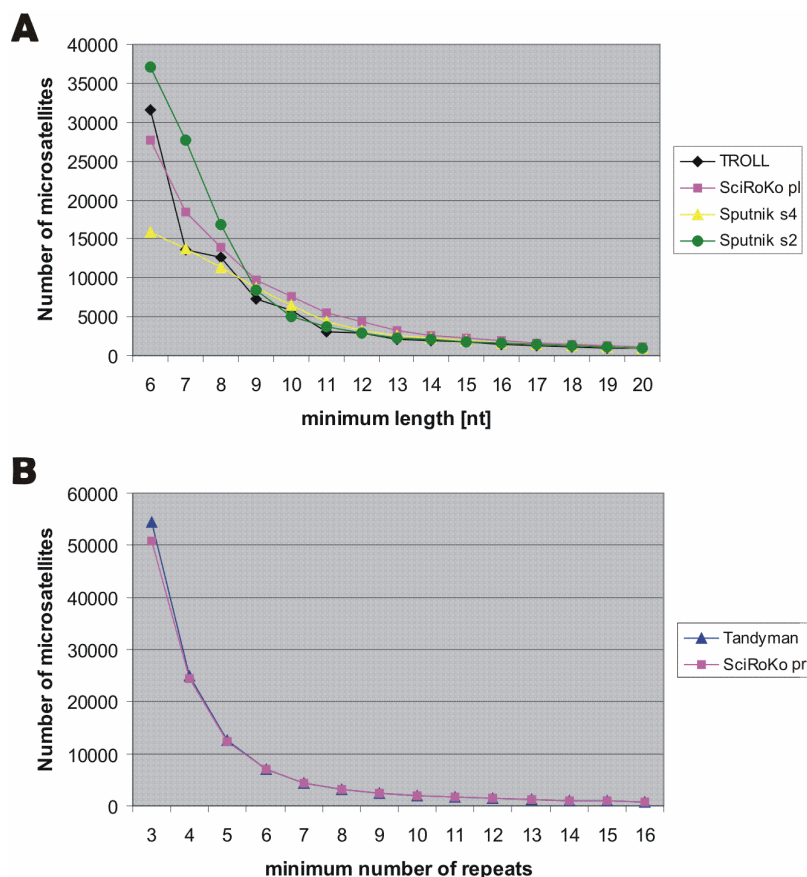 A
40000
35000
30000
25000
20000
15000
10000
5000
0
Number of microsatellites
6 7 8 9 10 11 12 13 14 15 16 17 18 19 20
minimum length [nt]
TROLL
SciRoKo pl
Sputnik s4
Sputnik s2
B
60000
50000
40000
30000
20000
10000
0
Number of microsatellites
3 4 5 6 7 8 9 10 11 12 13 14 15 16
minimum number of repeats
Tandyman
SciRoKo pr